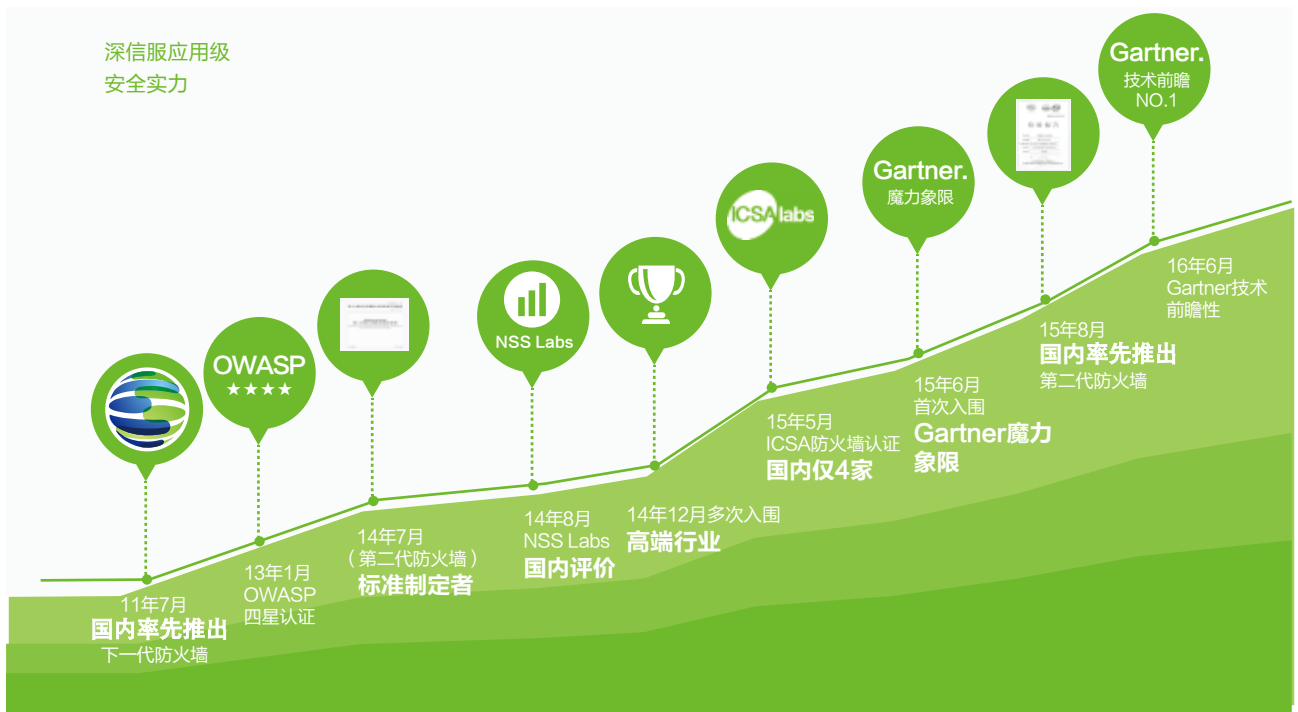 深信服应用级
安全实力
11年7月
国内率先推出
下一代防火墙
OWASP
★★★★
13年1月
OWASP
四星认证
14年7月
（第二代防火墙）
标准制定者
NSS Labs
14年8月
NSS Labs
国内评价
14年12月多次入围
高端行业
ICSAlabs
15年5月
ICSA防火墙认证
国内仅4家
Gartner.
魔力象限
15年6月
首次入围
Gartner魔力
象限
15年8月
国内率先推出
第二代防火墙
Gartner.
技术前瞻
NO.1
16年6月
Gartner技术
前瞻性